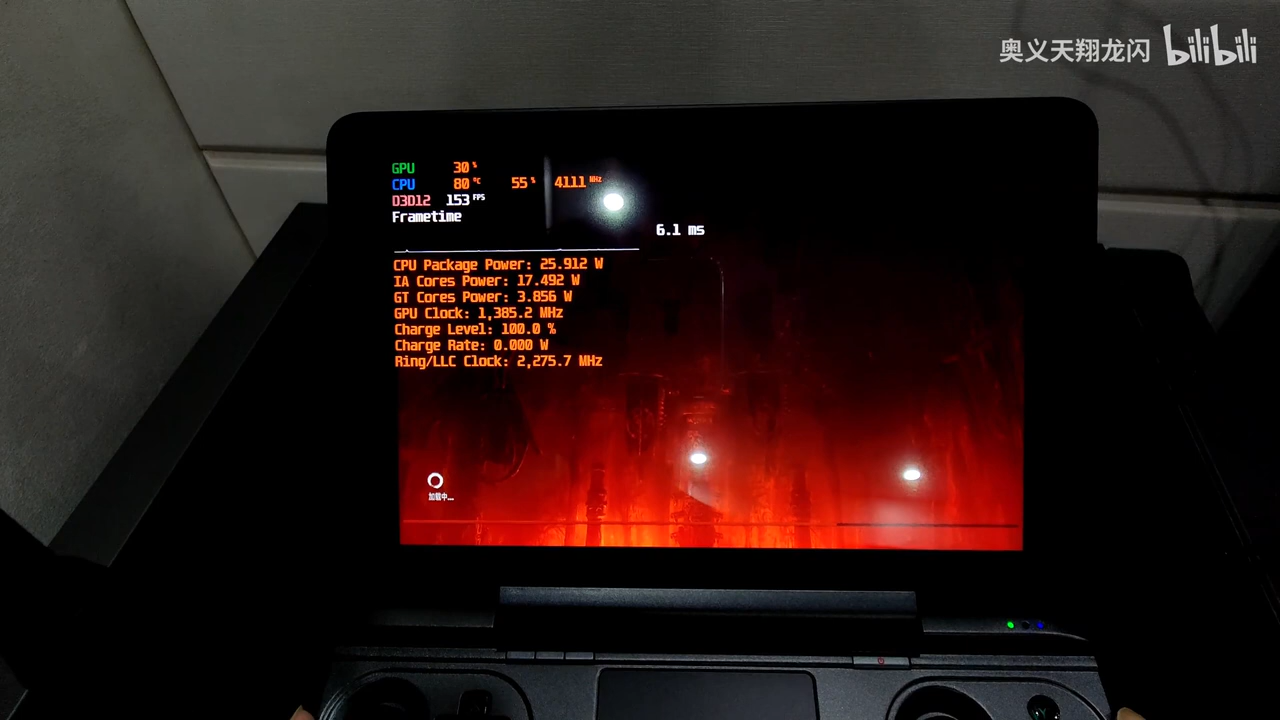 奥义天翔龙闪 bilibili
GPU 30 %
CPU 80 °C 55 % 4111 MHz
D3D12 153 FPS
Frametime
6.1 ms
CPU Package Power: 25.912 W
IA Cores Power: 17.492 W
GT Cores Power: 3.856 W
GPU Clock: 1,385.2 MHz
Charge Level: 100.0 %
Charge Rate: 0.000 W
Ring/LLC Clock: 2,275.7 MHz
加载中...